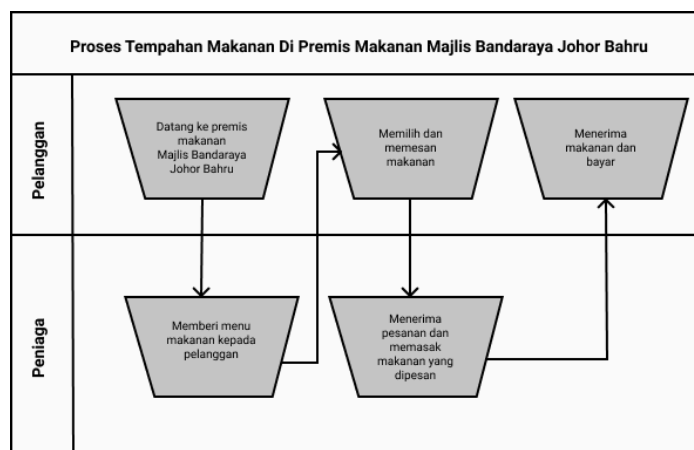 Proses Tempahan Makanan Di Premis Makanan Majlis Bandaraya Johor Bahru
Pelanggan
Datang ke premis
makanan
Majlis Bandaraya
Johor Bahru
Memilih dan
memesan
makanan
Menerima
makanan dan
bayar
Peniaga
Memberi menu
makanan kepada
pelanggan
Menerima
pesanan dan
memasak
makanan yang
dipesan